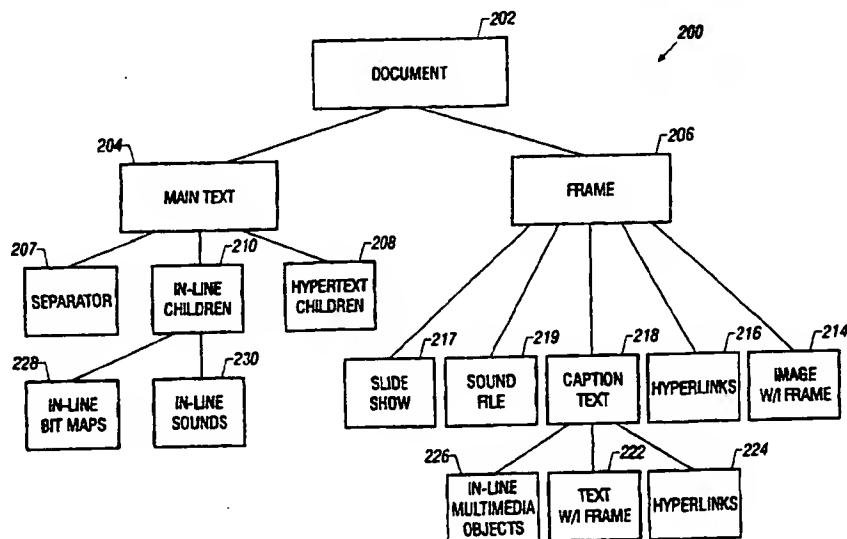 202
200
DOCUMENT
204
206
MAIN TEXT
FRAME
207
210
208
SEPARATOR
IN-LINE
CHILDREN
HYPERTEXT
CHILDREN
228
230
217
219
218
216
214
IN-LINE
BIT MAPS
IN-LINE
SOUNDS
SLIDE
SHOW
SOUND
FILE
CAPTION
TEXT
HYPERLINKS
IMAGE
W/I FRAME
226
222
224
IN-LINE
MULTIMEDIA
OBJECTS
TEXT
W/I FRAME
HYPERLINKS